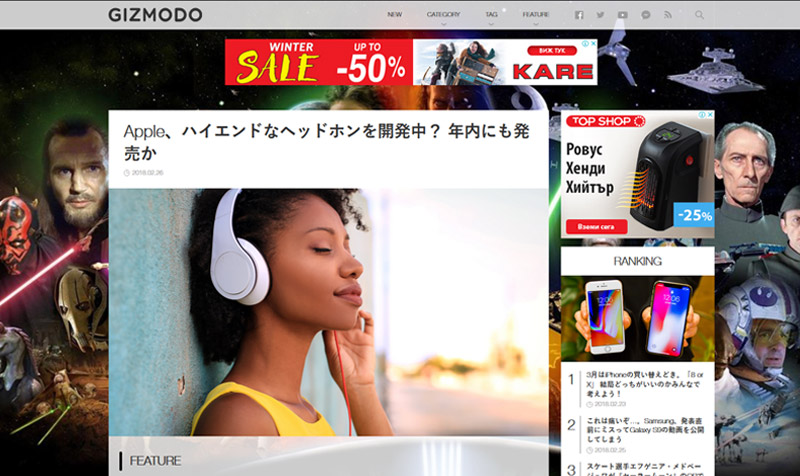 GIZMODO
NEW
CATEGORY
TAG
FEATURE
WINTER
SALE
UP TO
-50%
ВИЖ ТУК
KARE
Apple、ハイエンドなヘッドホンを開発中？ 年内にも発
売か
2018.02.26
TOP SHOP
Ровус
Хенди
Хийтър
-25%
Вземи сега
RANKING
12:06
12:06
1
3月はiPhoneの買い替えどき。「8 or
X」 結局どっちがいいのかみんなで
考えよう！
2018.02.23
2
これは痛いぞ…。Samsung、発表直
前にミスってGalaxy S9の動画を公開
してしまう
2018.02.25
3
スケート選手エフゲニア・メドベー
FEATURE